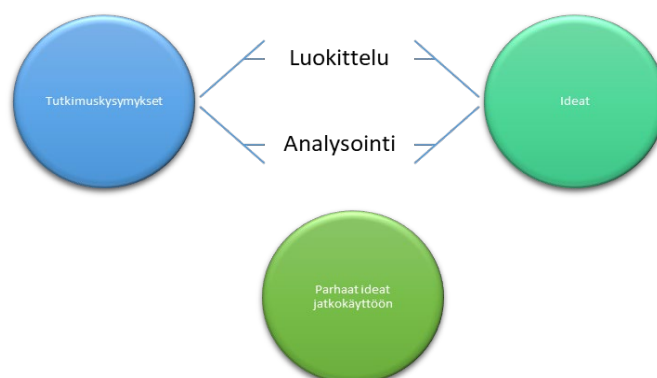 Luokittelu
Tutkimuskysymykset
Ideat
Analysointi
Parhaat ideat
jatkokäyttöön